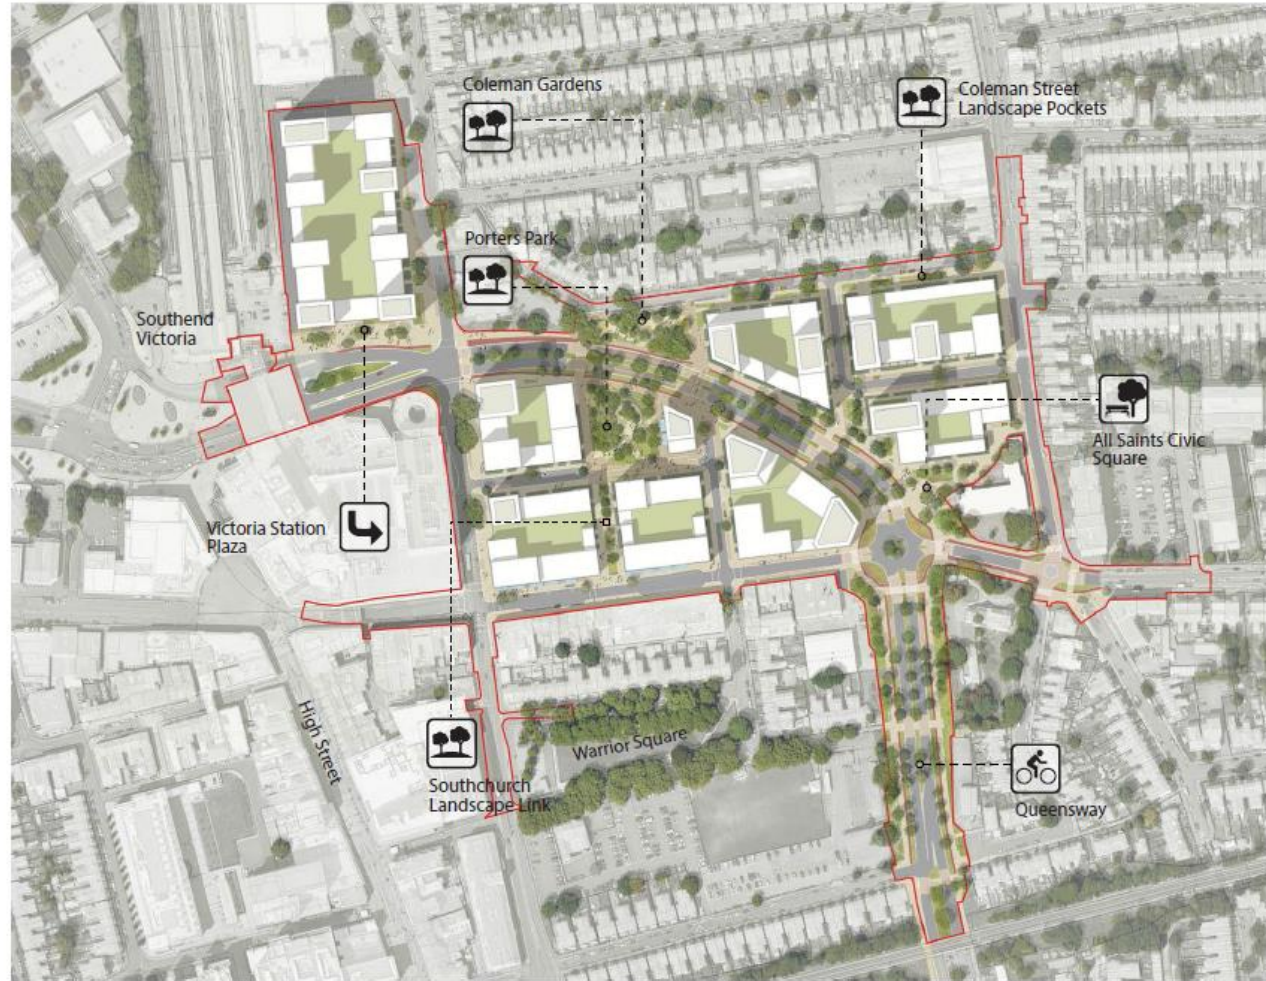 Coleman Gardens
Coleman Street
Landscape Pockets
Porters Park
Southend
Victoria
All Saints Civic
Square
Victoria Station
Plaza
High Street
Warrior Square
Southchurch
Landscape Link
Queensway